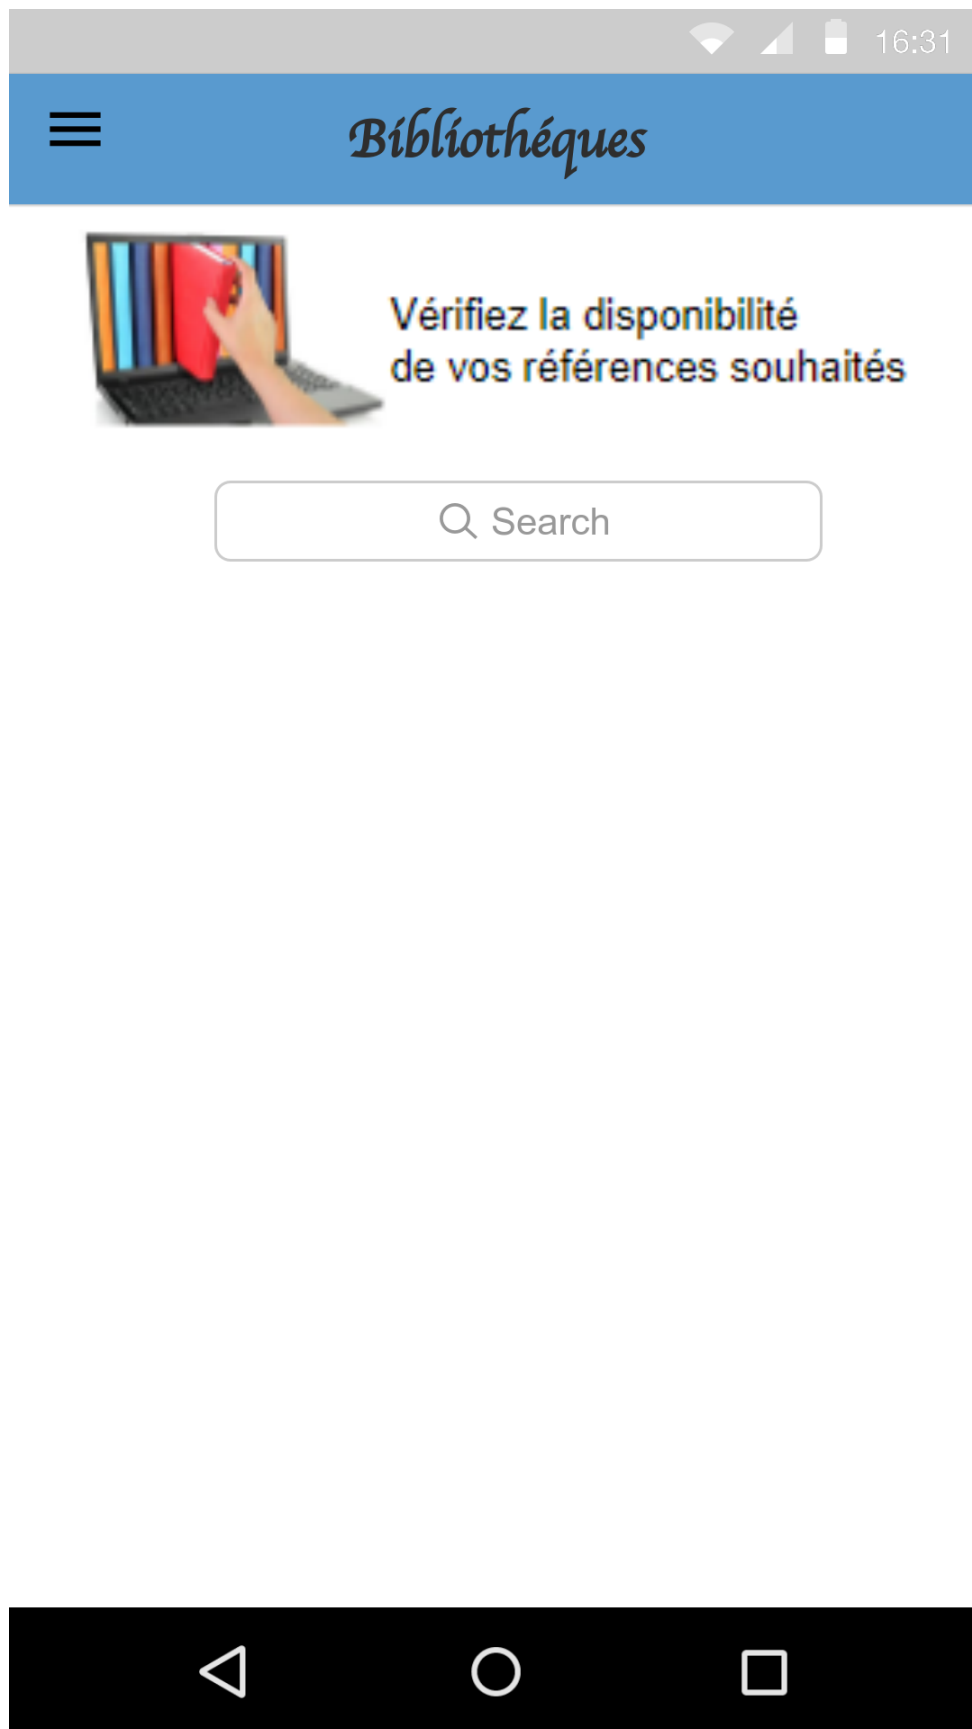 16:31
Bibliothéques
Vérifiez la disponibilité
de vos références souhaités
Search